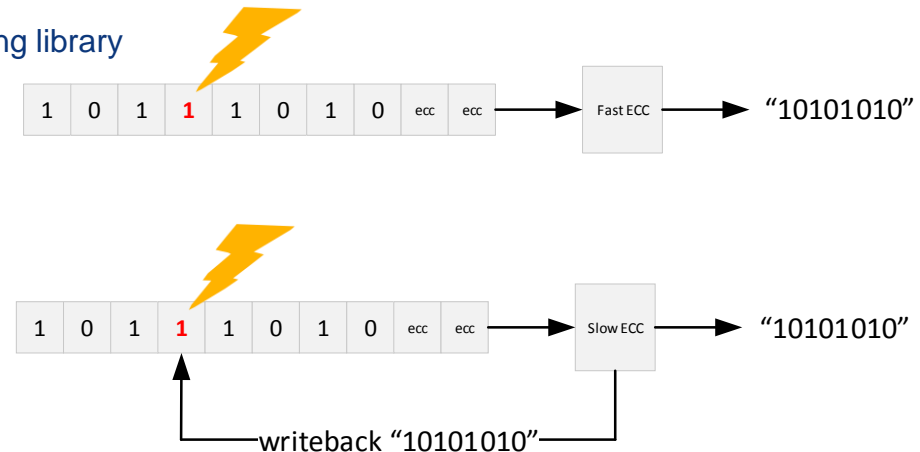 ng library
1 0 1 1 1 0 1 0 ecc ecc Fast ECC “10101010”
1 0 1 1 1 0 1 0 ecc ecc Slow ECC “10101010”
writeback “10101010”